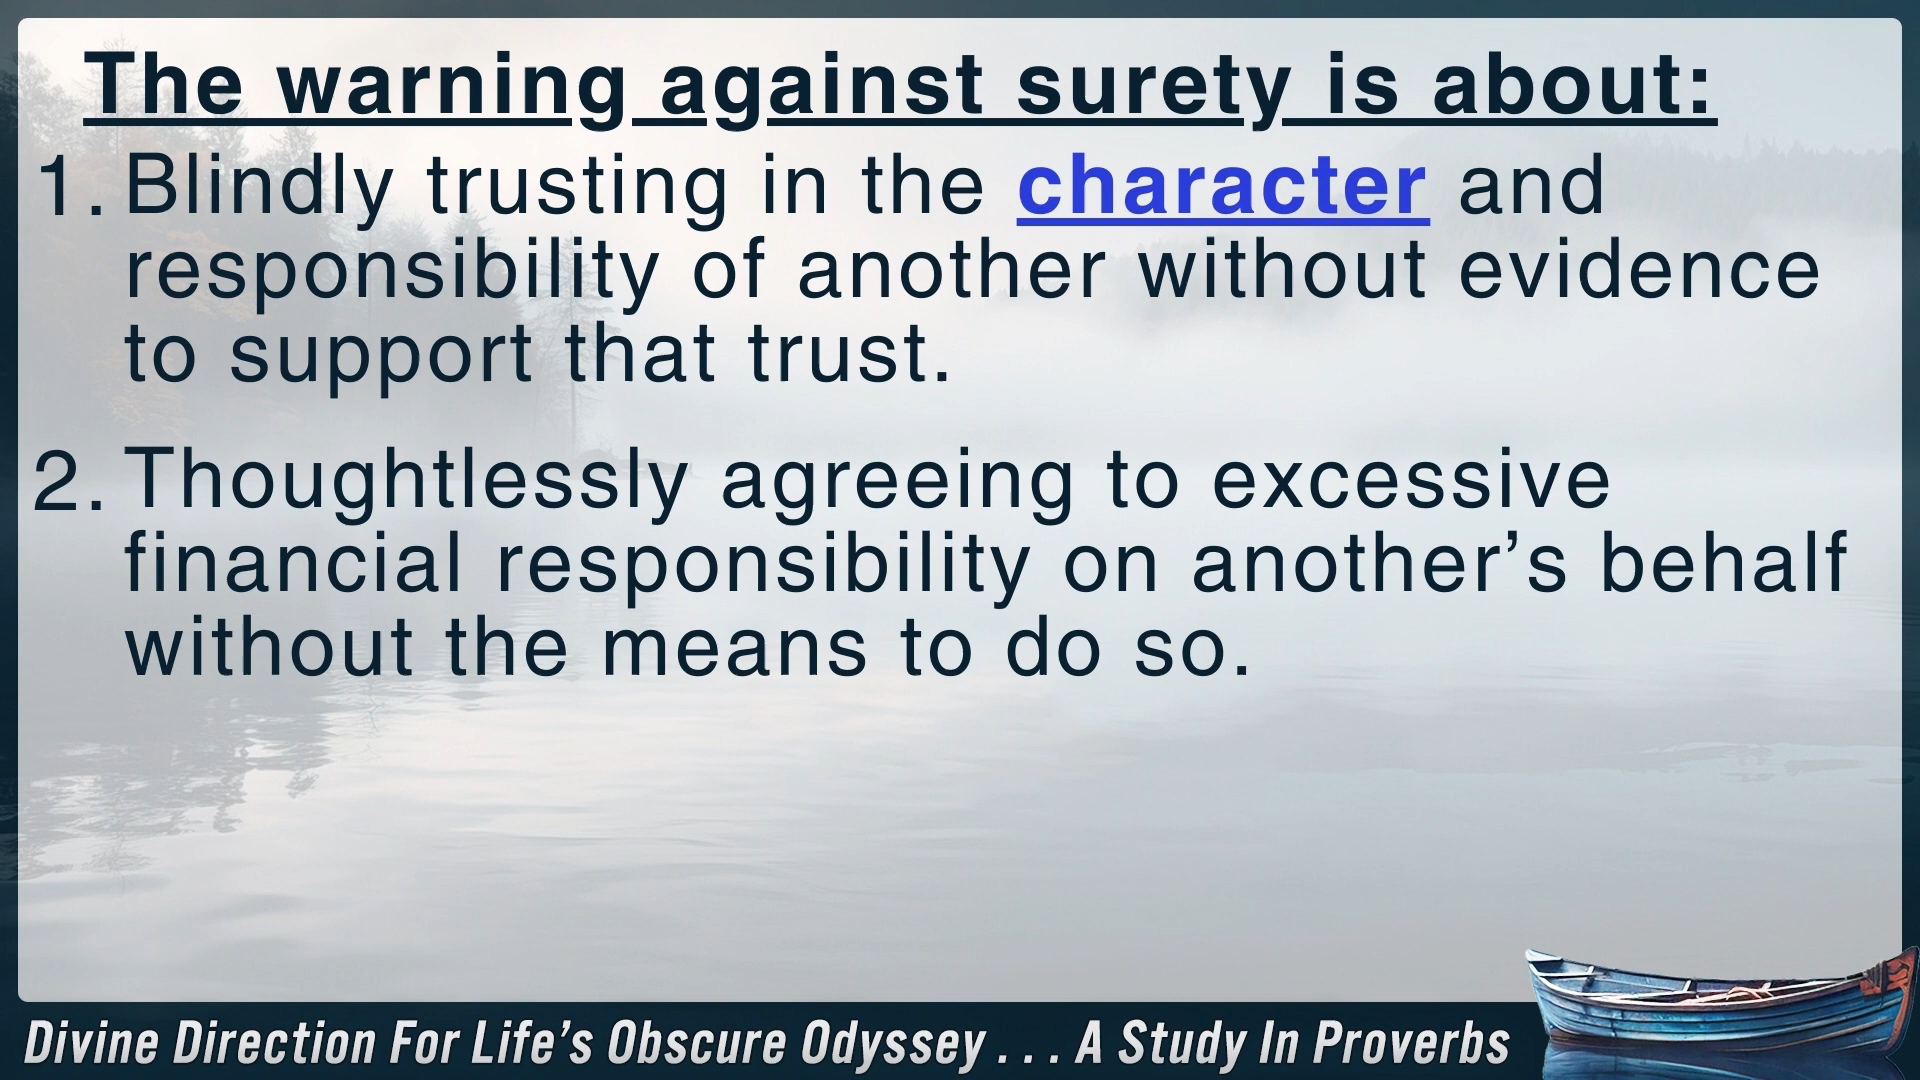 The warning against surety is about:
1. Blindly trusting in the character and
responsibility of another without evidence
to support that trust.
2. Thoughtlessly agreeing to excessive
financial responsibility on another’s behalf
without the means to do so.
Divine Direction For Life’s Obscure Odyssey . . . A Study In Proverbs